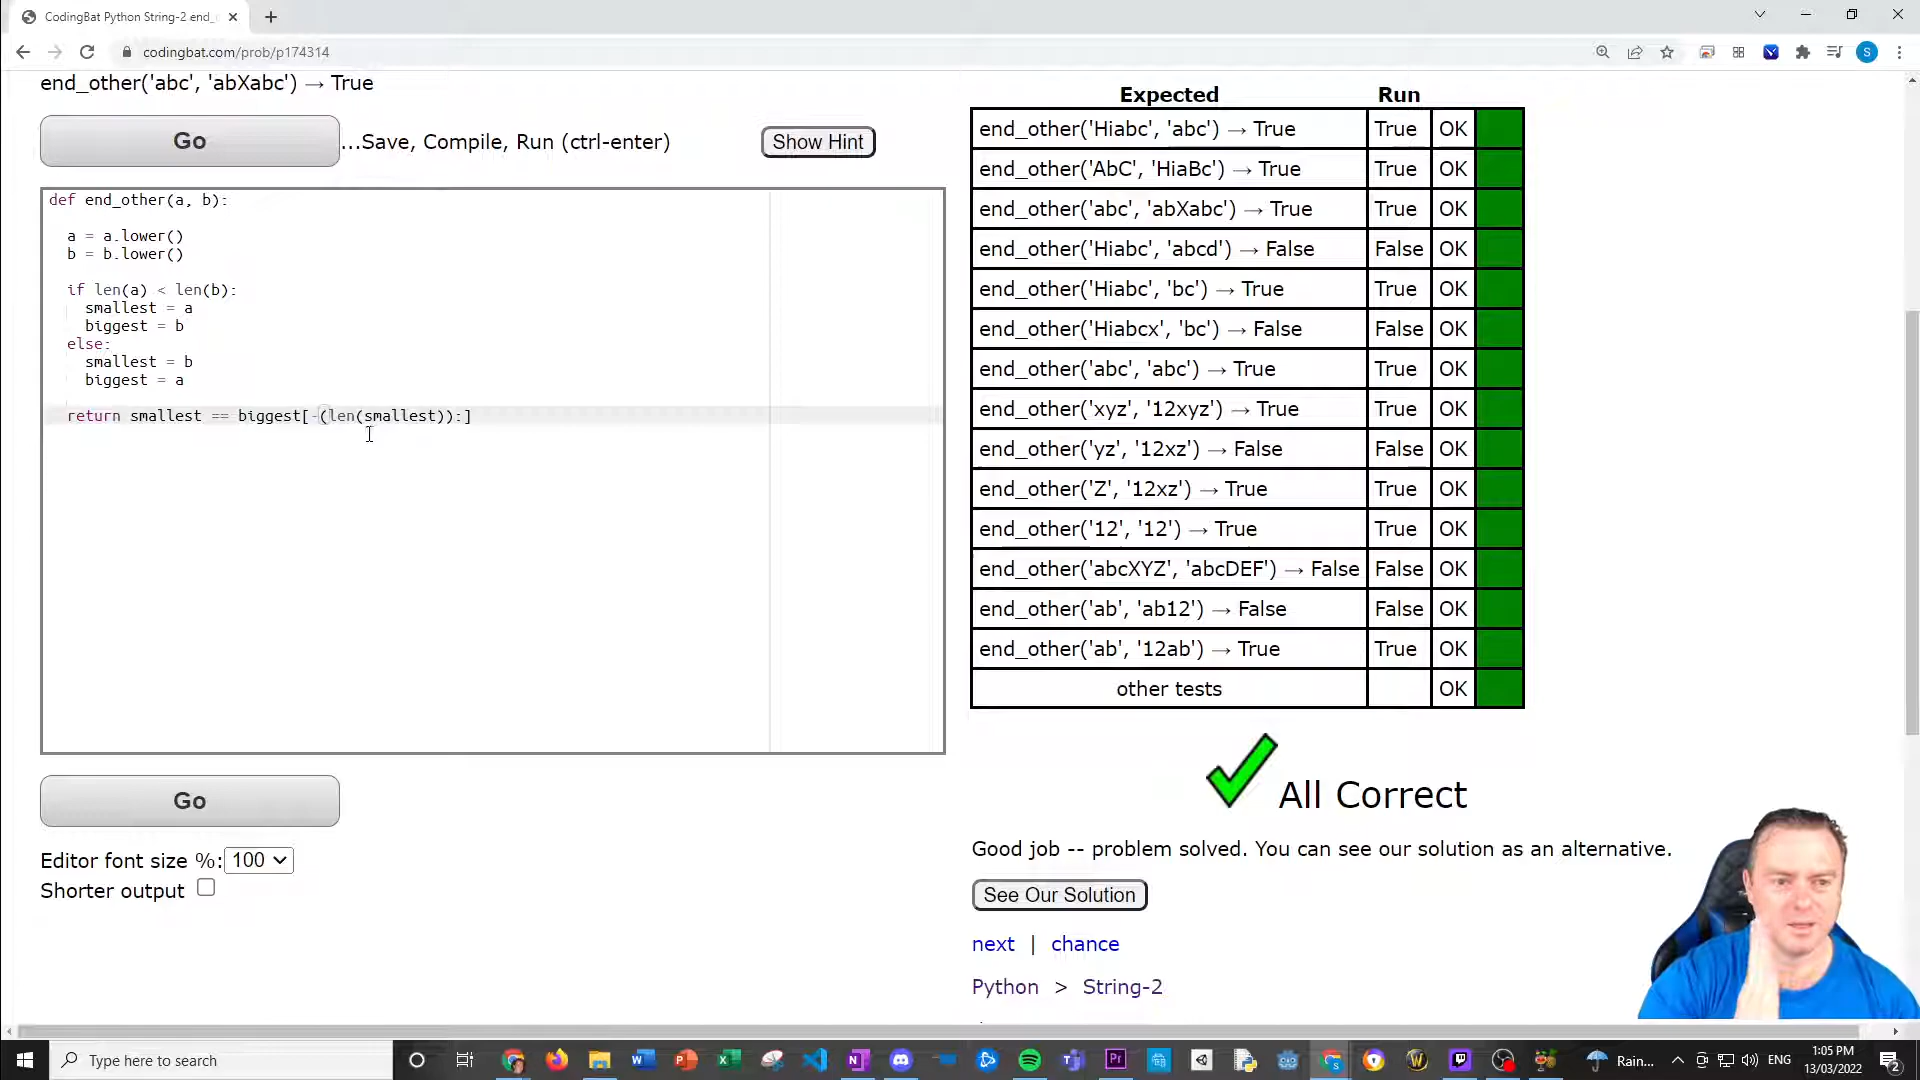 CodingBat Python String-2 end_
codingbat.com/prob/p174314
S
end_other('abc', 'abXabc') → True
Go
...Save, Compile, Run (ctrl-enter)
Show Hint
def end_other(a, b):
a = a.lower()
b = b.lower()
if len(a) < len(b):
smallest = a
biggest = b
else:
smallest = b
biggest = a
return smallest == biggest[-(len(smallest)):]
Go
Editor font size %: 100
Shorter output
Expected Run
end_other('Hiabc', 'abc') → True True OK
end_other('AbC', 'HiaBc') → True True OK
end_other('abc', 'abXabc') → True True OK
end_other('Hiabc', 'abcd') → False False OK
end_other('Hiabc', 'bc') → True True OK
end_other('Hiabcx', 'bc') → False False OK
end_other('abc', 'abc') → True True OK
end_other('xyz', '12xyz') → True True OK
end_other('yz', '12xz') → False False OK
end_other('Z', '12xz') → True True OK
end_other('12', '12') → True True OK
end_other('abcXYZ', 'abcDEF') → False False OK
end_other('ab', 'ab12') → False False OK
end_other('ab', '12ab') → True True OK
other tests OK
All Correct
Good job -- problem solved. You can see our solution as an alternative.
See Our Solution
next | chance
Python > String-2
Type here to search
Rain...
ENG
1:05 PM
13/03/2022
2